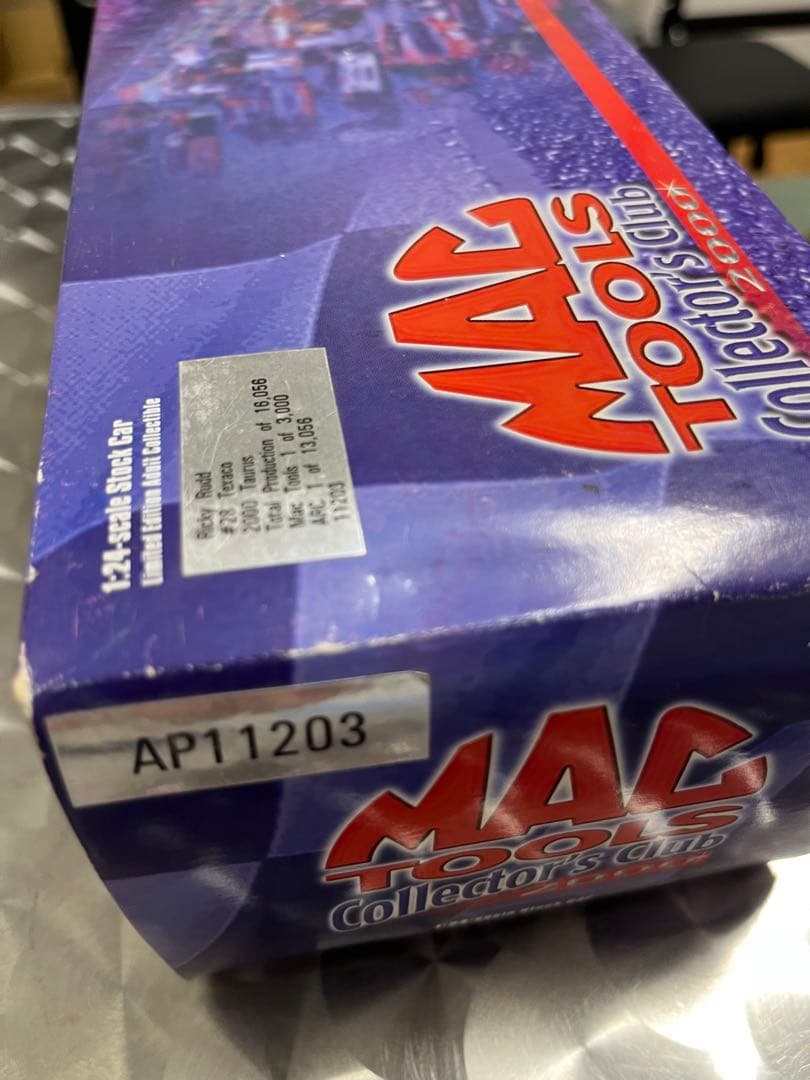 MAC
TOOLS
Collector's Club
2000
1:24-scale Stock Car
Limited Edition Adult Collectible
Ricky Rudd
#28 Texaco
2000 Taurus
Total Production of 16,056
Mac Tools 1 of 3,000
ARC 1 of 13,056
11203
AP11203
MAC
TOOLS
Collector's Club
2000